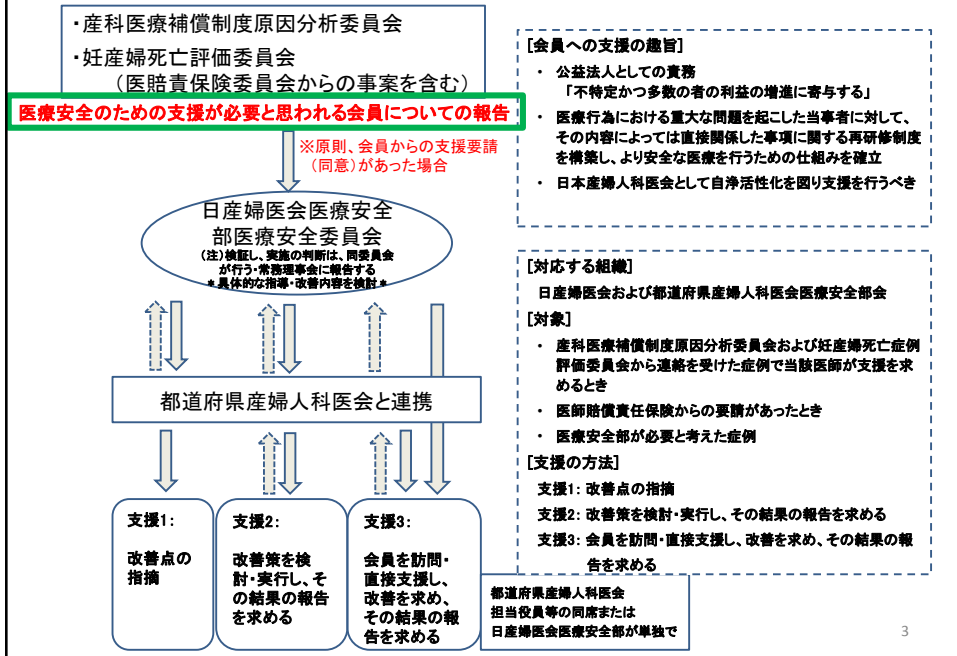 ・産科医療補償制度原因分析委員会
・妊産婦死亡評価委員会
（医賠責保険委員会からの事案を含む）
医療安全のための支援が必要と思われる会員についての報告
※原則、会員からの支援要請
（同意）があった場合
日産婦医会医療安全
部医療安全委員会
(注)検証し、実施の判断は、同委員会
が行う・常務理事会に報告する
*具体的な指導・改善内容を検討*
都道府県産婦人科医会と連携
支援1:
改善点の
指摘
支援2:
改善策を検
討・実行し、そ
の結果の報告
を求める
支援3:
会員を訪問・
直接支援し、
改善を求め、
その結果の報
告を求める
都道府県産婦人科医会
担当役員等の同席または
日産婦医会医療安全部が単独で
[会員への支援の趣旨]
・ 公益法人としての責務
「不特定かつ多数の者の利益の増進に寄与する」
・ 医療行為における重大な問題を起こした当事者に対して、
その内容によっては直接関係した事項に関する再研修制度
を構築し、より安全な医療を行うための仕組みを確立
・ 日本産婦人科医会として自浄活性化を図り支援を行うべき
[対応する組織]
日産婦医会および都道府県産婦人科医会医療安全部会
[対象]
・ 産科医療補償制度原因分析委員会および妊産婦死亡症例
評価委員会から連絡を受けた症例で当該医師が支援を求
めるとき
・ 医師賠償責任保険からの要請があったとき
・ 医療安全部が必要と考えた症例
[支援の方法]
支援1: 改善点の指摘
支援2: 改善策を検討・実行し、その結果の報告を求める
支援3: 会員を訪問・直接支援し、改善を求め、その結果の報
告を求める
3